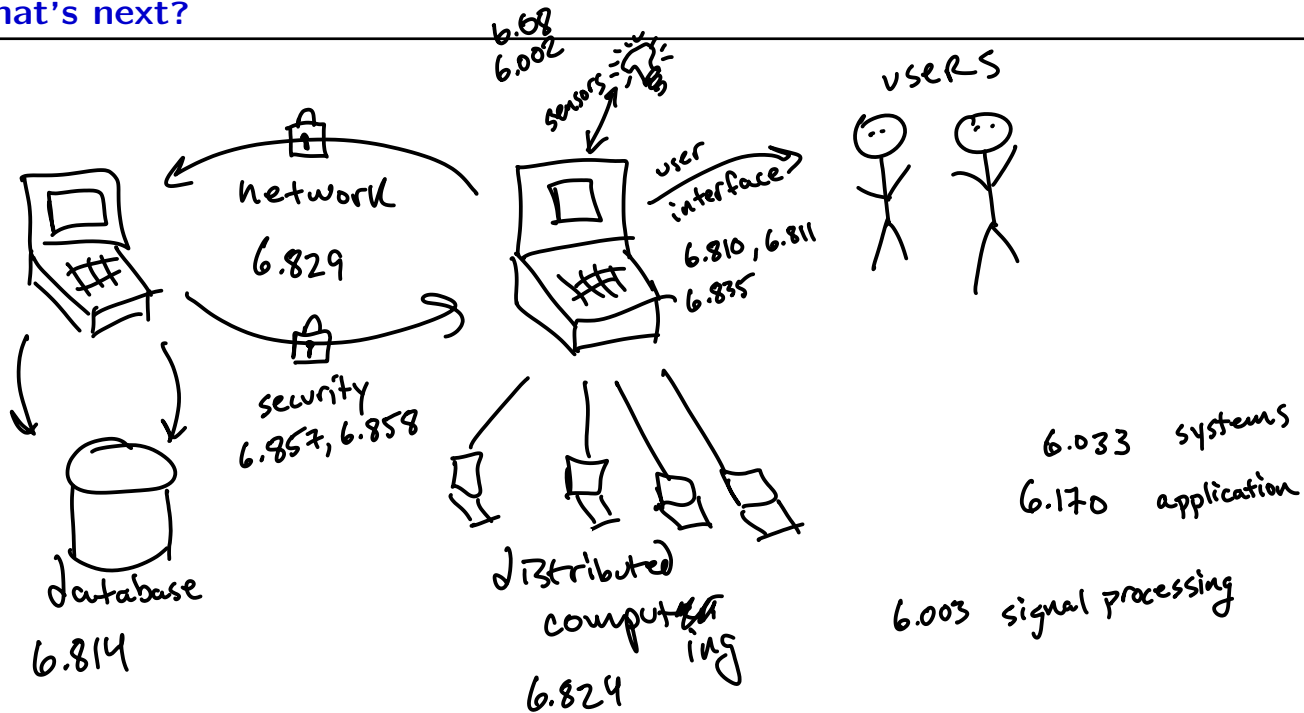 hat's next?
6.08
6.002
sensors
users
user
interface
6.810, 6.811
6.835
network
6.829
security
6.857, 6.858
database
6.814
distributed
computing
6.824
6.033 systems
6.170 application
6.003 signal processing